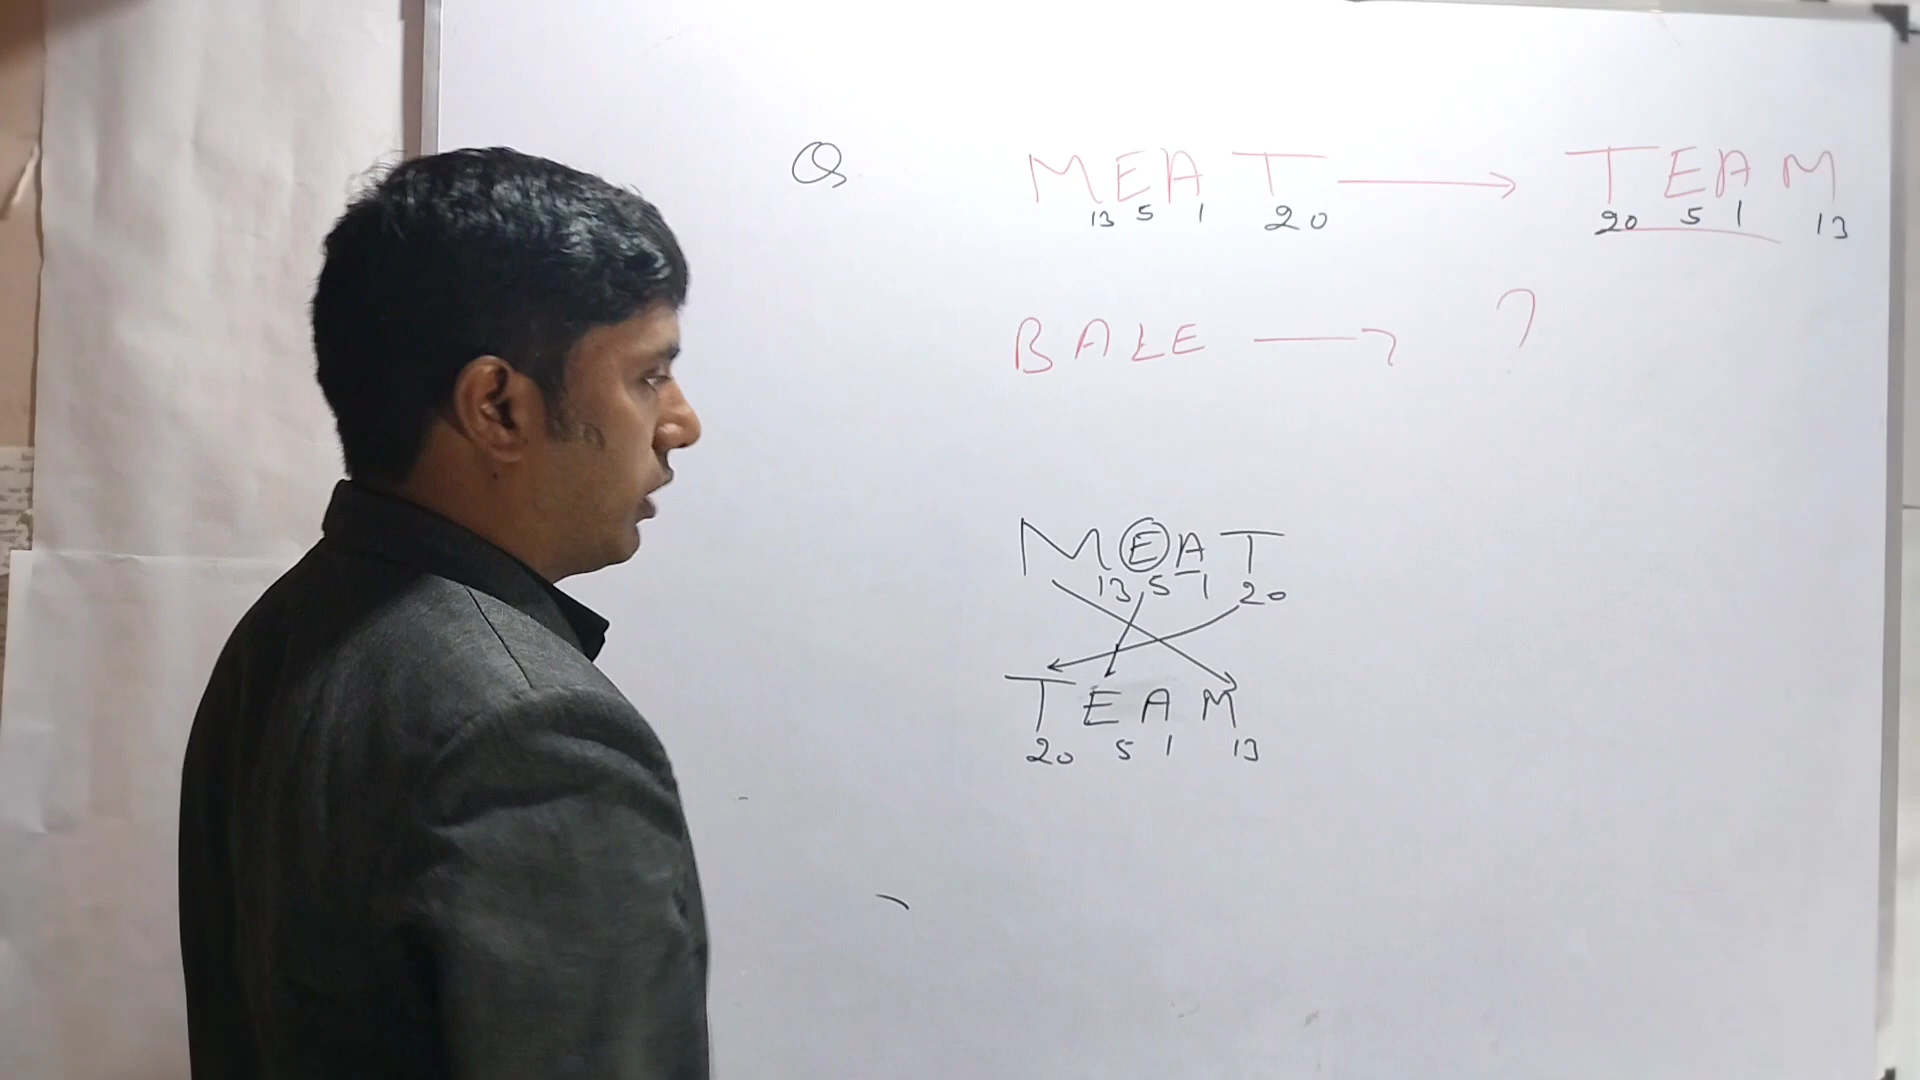 Q MEAT → TEAM
13 5 1 20 20 5 1 13
BALE → ?
MEAT
13 5 1 20
TEAM
20 5 1 13